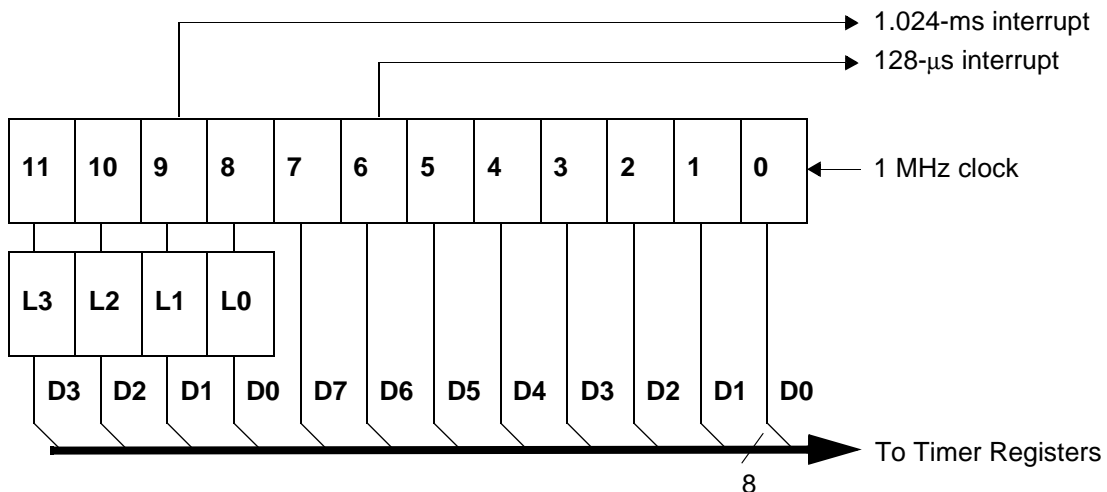 1.024-ms interrupt
128-μs interrupt
11 10 9 8 7 6 5 4 3 2 1 0
1 MHz clock
L3 L2 L1 L0
D3 D2 D1 D0 D7 D6 D5 D4 D3 D2 D1 D0
To Timer Registers
8